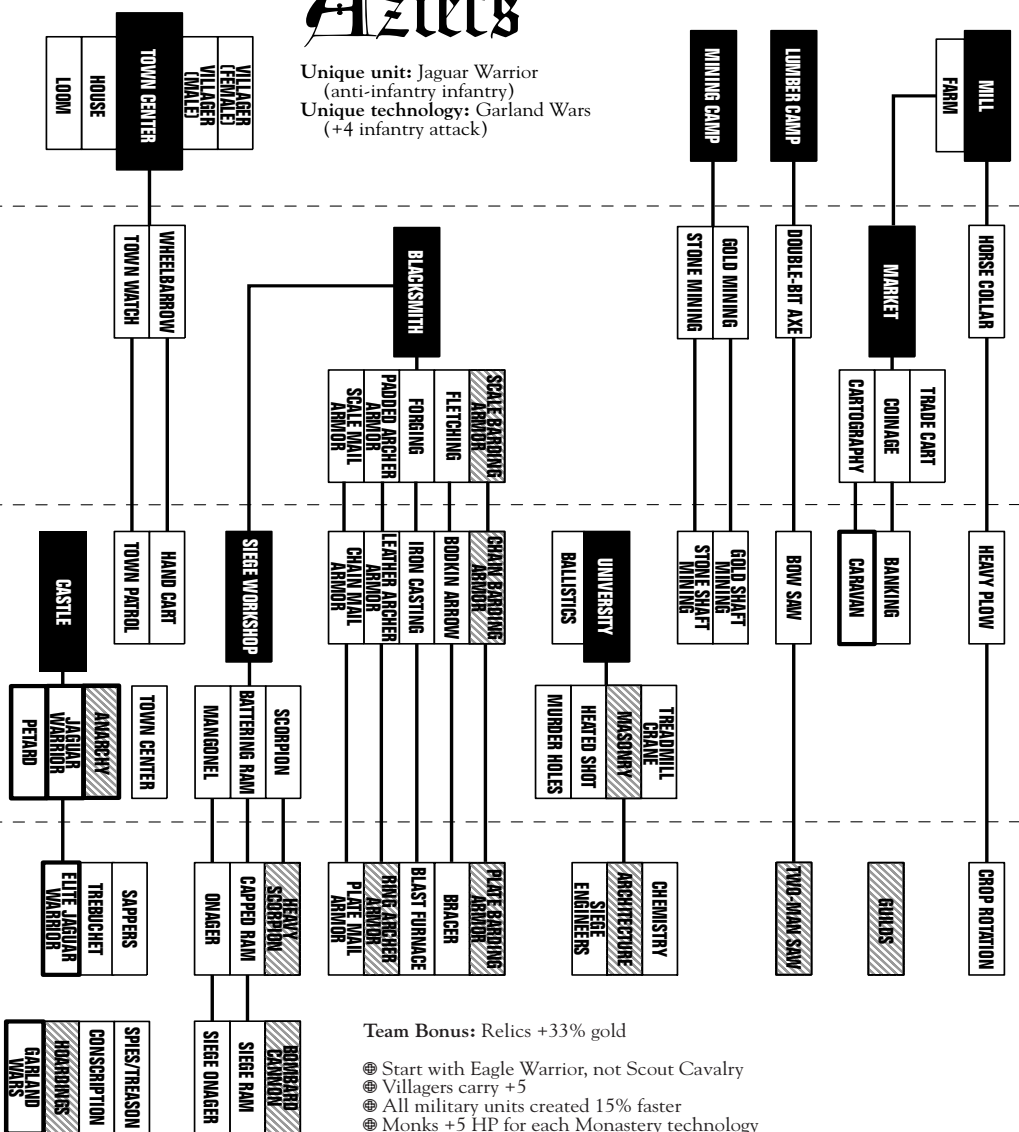 Aztecs
Unique unit: Jaguar Warrior
(anti-infantry infantry)
Unique technology: Garland Wars
(+4 infantry attack)
LOOM
HOUSE
TOWN CENTER
VILLAGER
(MALE)
VILLAGER
(FEMALE)
MINING CAMP
LUMBER CAMP
FARM
MILL
TOWN WATCH
WHEELBARROW
BLACKSMITH
STONE MINING
GOLD MINING
DOUBLE-BIT AXE
MARKET
HORSE COLLAR
SCALE MAIL
ARMOR
PADDED ARCHER
ARMOR
FORGING
FLETCHING
SCALE BARDING
ARMOR
CARTOGRAPHY
COINAGE
TRADE CART
CASTLE
TOWN PATROL
HAND CART
SIEGE WORKSHOP
CHAIN MAIL
ARMOR
LEATHER ARCHER
ARMOR
IRON CASTING
BODKIN ARROW
CHAIN BARDING
ARMOR
BALLISTICS
UNIVERSITY
STONE SHAFT
MINING
GOLD SHAFT
MINING
BOW SAW
CARAVAN
BANKING
HEAVY PLOW
PETARD
JAGUAR
WARRIOR
ANARCHY
TOWN CENTER
MANGONEL
BATTERING RAM
SCORPION
MURDER HOLES
HEATED SHOT
MASONRY
TREADMILL
CRANE
ELITE JAGUAR
WARRIOR
TREBUCHET
SAPPERS
ONAGER
CAPPED RAM
HEAVY
SCORPION
PLATE MAIL
ARMOR
RING ARCHER
ARMOR
BLAST FURNACE
BRACER
PLATE BARDING
ARMOR
SIEGE
ENGINEERS
ARCHITECTURE
CHEMISTRY
TWO-MAN SAW
GUILDS
CROP ROTATION
GARLAND
WARS
HOARDINGS
CONSCRIPTION
SPIES/TREASON
SIEGE ONAGER
SIEGE RAM
BOMBARD
CANNON
Team Bonus: Relics +33% gold
Start with Eagle Warrior, not Scout Cavalry
Villagers carry +5
All military units created 15% faster
Monks +5 HP for each Monastery technology